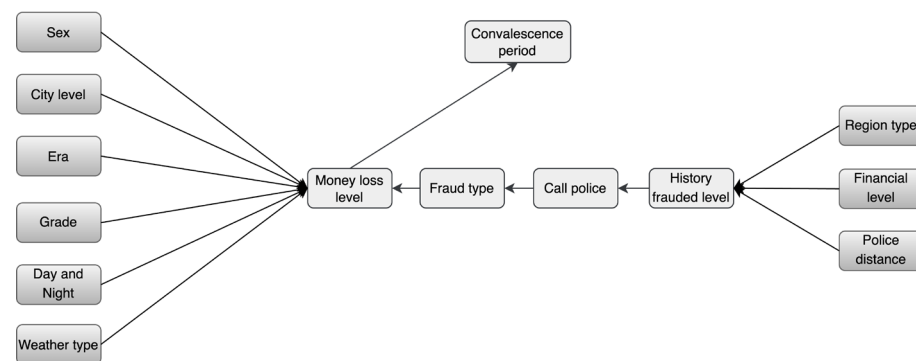 Sex
City level
Era
Grade
Day and
Night
Weather type
Convalescence
period
Money loss
level
Fraud type
Call police
History
frauded level
Region type
Financial
level
Police
distance